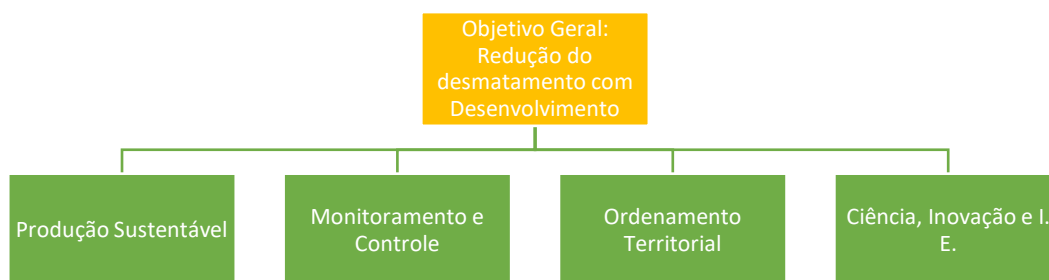 Objetivo Geral:
Redução do
desmatamento com
Desenvolvimento
Produção Sustentável
Monitoramento e
Controle
Ordenamento
Territorial
Ciência, Inovação e I.
E.